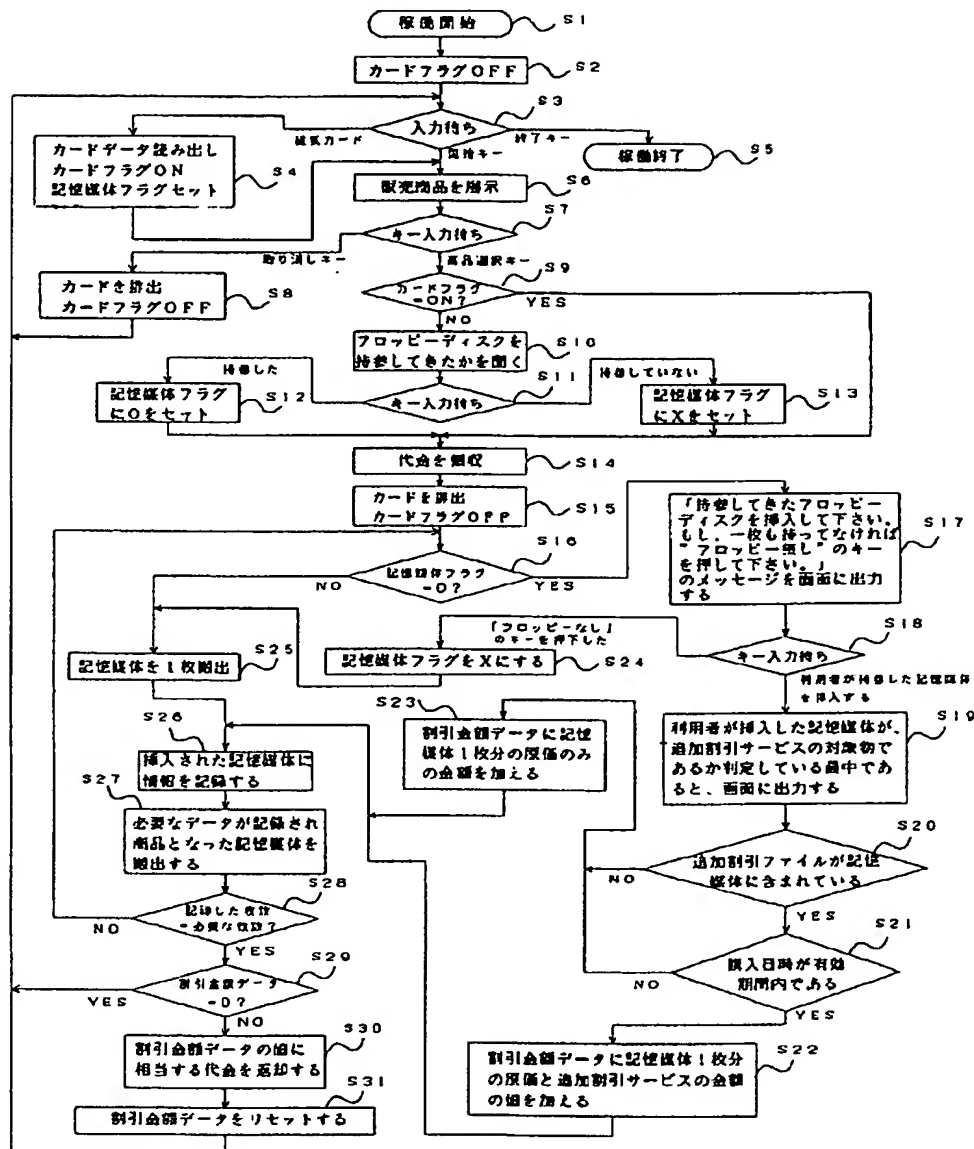 稼働開始
S1
カードフラグOFF
S2
入力待ち
S3
磁気カード
開始キー
終了キー
稼働終了
S5
カードデータ読み出し
カードフラグON
記憶媒体フラグセット
S4
販売商品を展示
S6
キー入力待ち
S7
取り消しキー
商品選択キー
カードを排出
カードフラグOFF
S8
カードフラグ
=ON?
S9
YES
NO
フロッピーディスクを
持参してきたかを聞く
S10
持参した
持参していない
キー入力待ち
S11
記憶媒体フラグ
にOをセット
S12
記憶媒体フラグ
にXをセット
S13
代金を領収
S14
カードを排出
カードフラグOFF
S15
記憶媒体フラグ
=O?
S16
NO
YES
「持参してきたフロッピー
ディスクを挿入して下さい。
もし、一枚も持ってなければ
"フロッピー無し"のキー
を押して下さい。」
のメッセージを画面に出力
する
S17
キー入力待ち
S18
「フロッピーなし」
のキーを押下した
記憶媒体フラグをXにする
S24
利用者が持参した記憶媒体
を挿入する
記憶媒体を1枚搬出
S25
利用者が挿入した記憶媒体が、
追加割引サービスの対象物で
あるか判定している最中であ
ると、画面に出力する
S19
S23
割引金額データに記憶
媒体1枚分の原価のみ
の金額を加える
S26
挿入された記憶媒体に
情報を記録する
S27
必要なデータが記録され
商品となった記憶媒体を
搬出する
S20
追加割引ファイルが記憶
媒体に含まれている
NO
YES
S28
記録した枚数
=必要な枚数?
NO
YES
S21
購入日時が有効
期間内である
NO
YES
S29
割引金額データ
=0?
YES
NO
S22
割引金額データに記憶媒体1枚分
の原価と追加割引サービスの金額
の値を加える
S30
割引金額データの値に
相当する代金を返却する
S31
割引金額データをリセットする